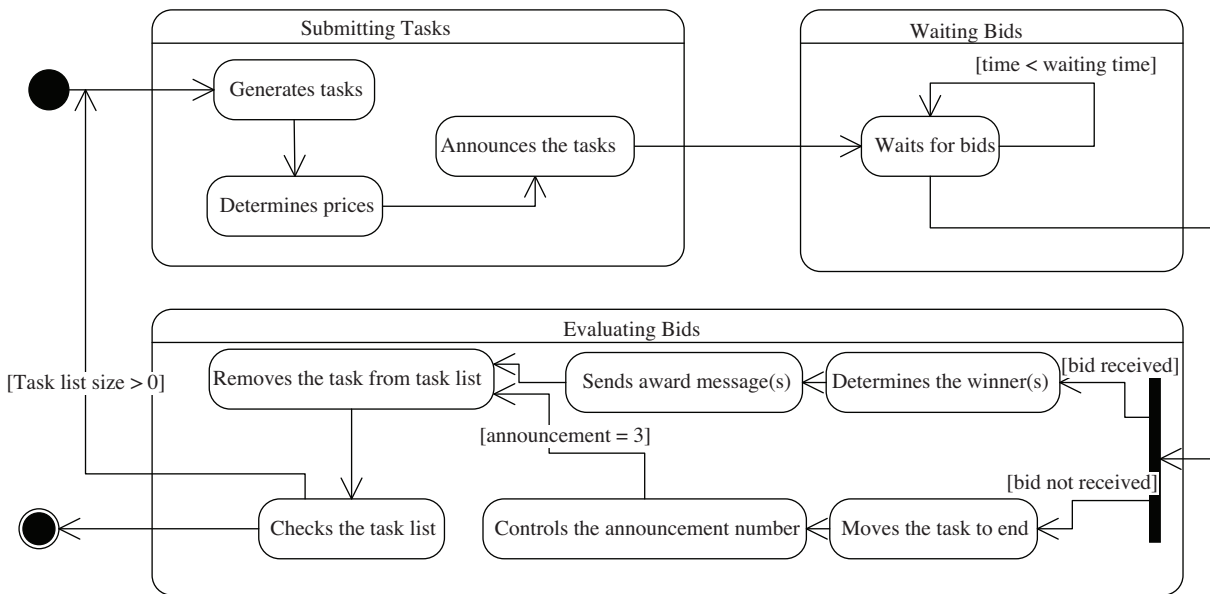 Submitting Tasks
Generates tasks
Determines prices
Announces the tasks
Waiting Bids
[time < waiting time]
Waits for bids
[Task list size > 0]
Evaluating Bids
[bid received]
Determines the winner(s)
Sends award message(s)
Removes the task from task list
[announcement = 3]
[bid not received]
Moves the task to end
Controls the announcement number
Checks the task list